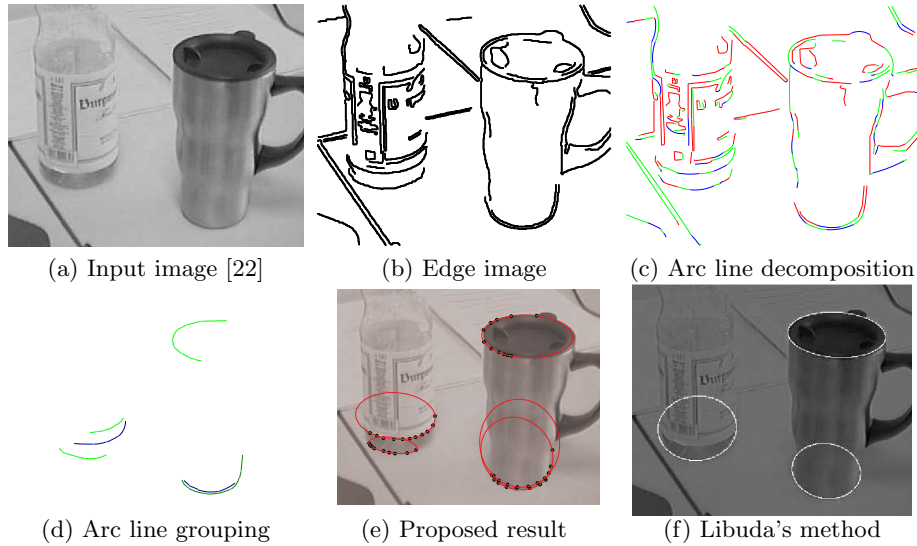 (a) Input image [22]
(b) Edge image
(c) Arc line decomposition
(d) Arc line grouping
(e) Proposed result
(f) Libuda's method